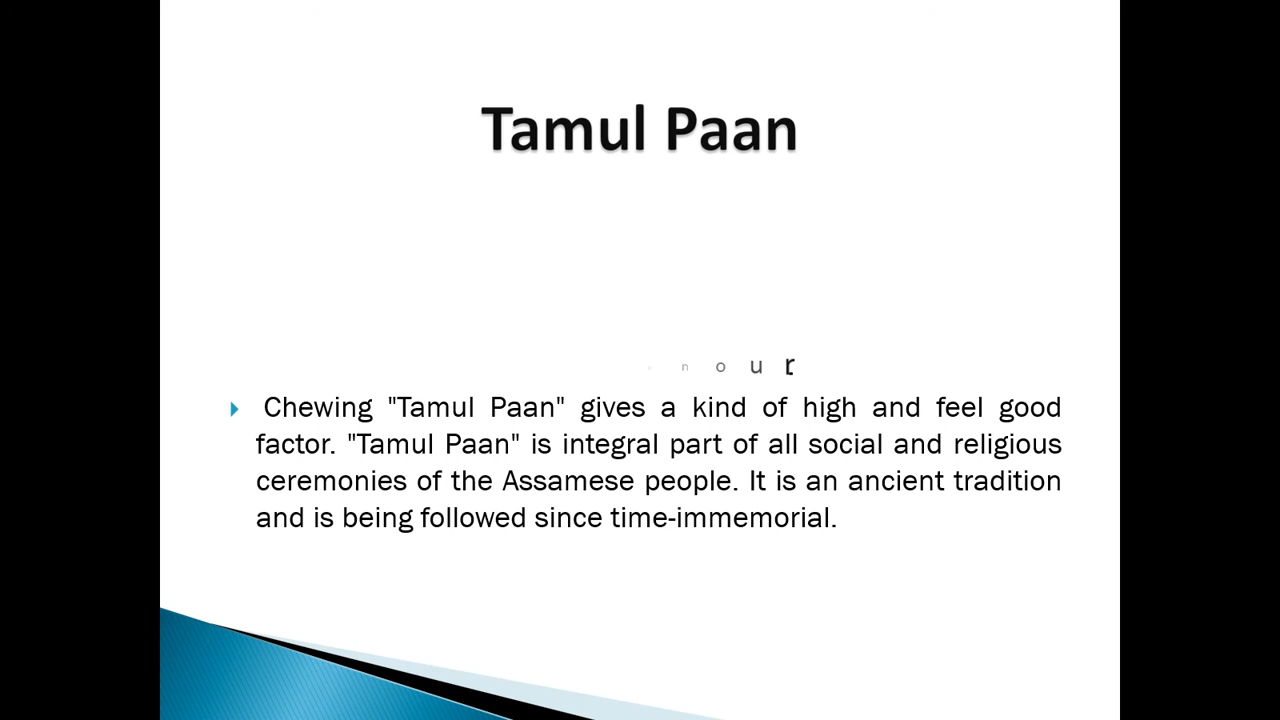 Tamul Paan
n o u r
Chewing "Tamul Paan" gives a kind of high and feel good
factor. "Tamul Paan" is integral part of all social and religious
ceremonies of the Assamese people. It is an ancient tradition
and is being followed since time-immemorial.